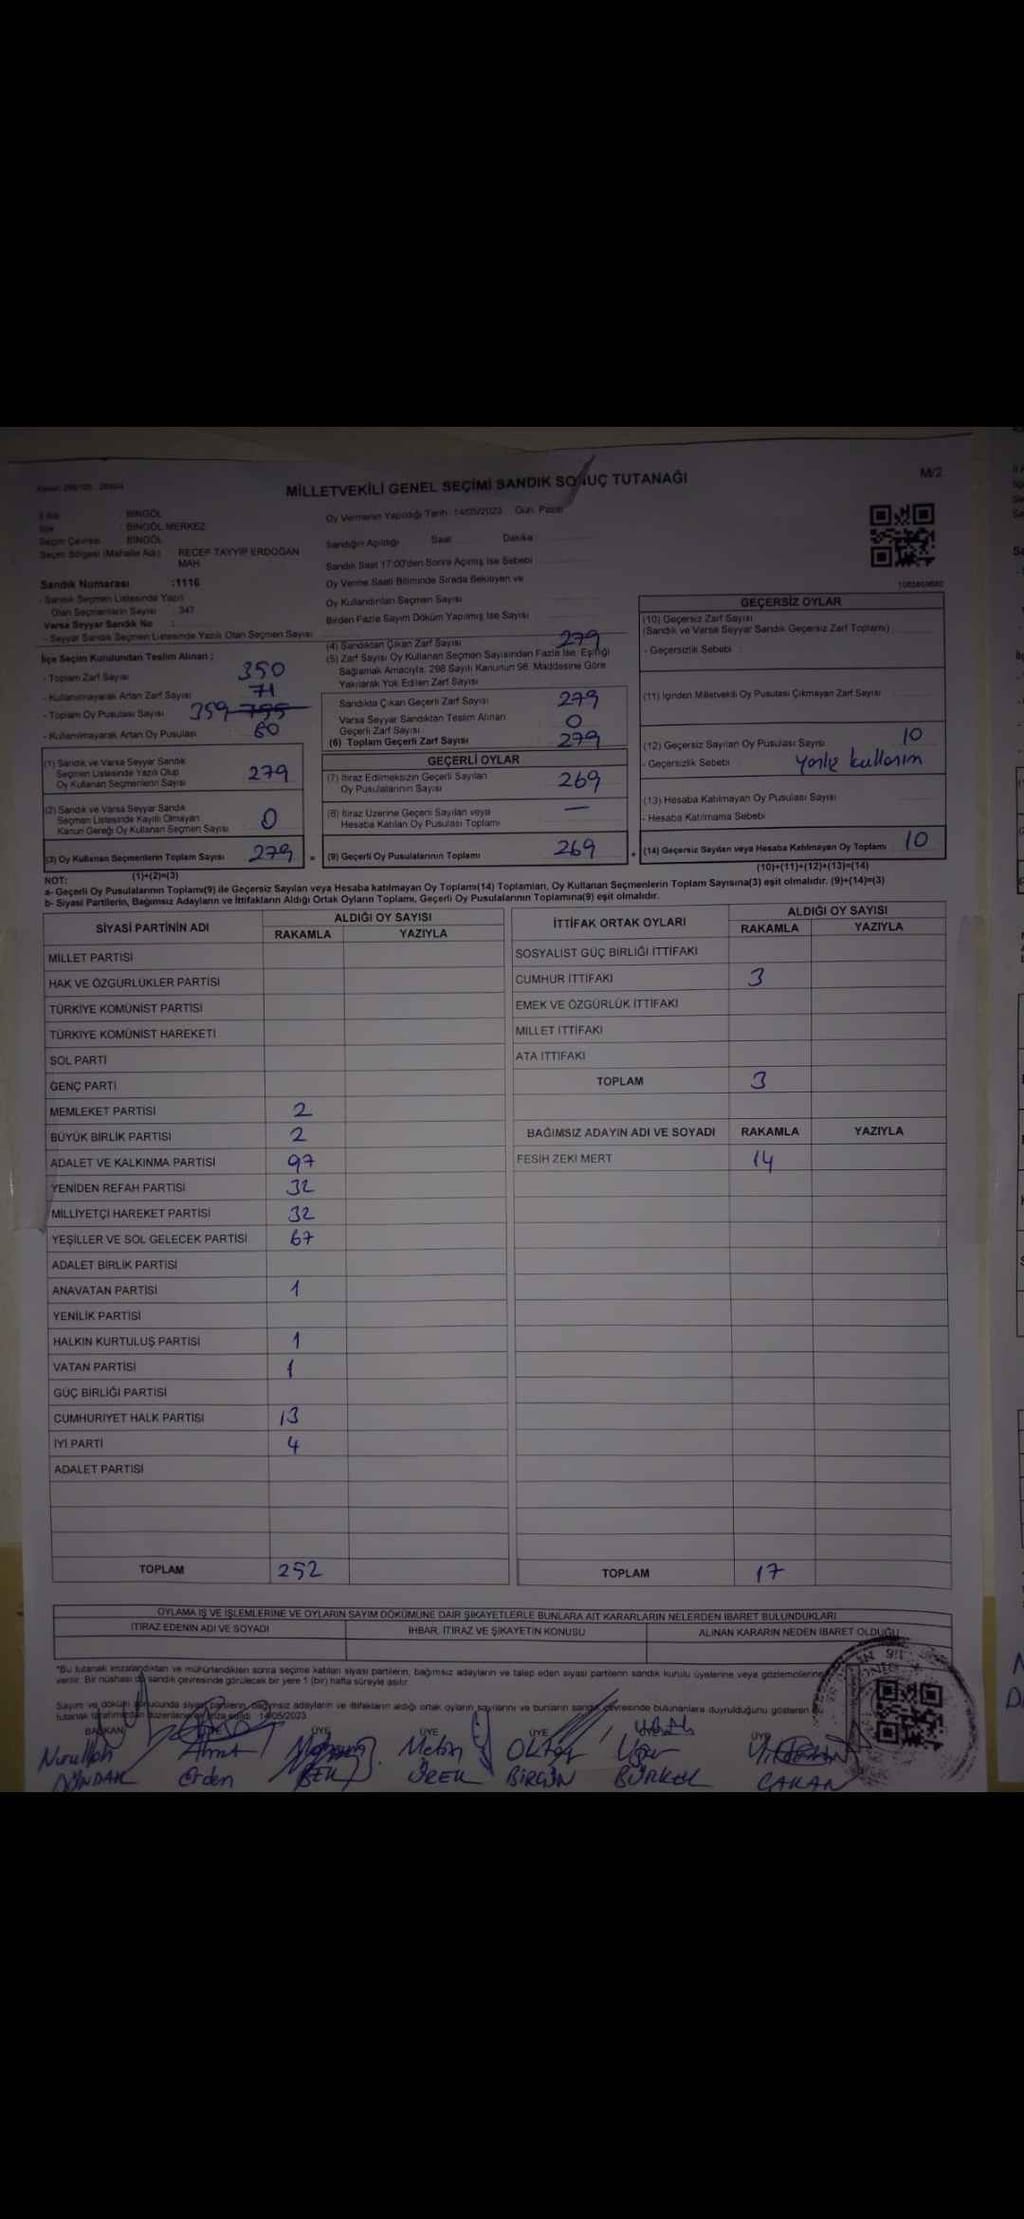 MİLLETVEKİLİ GENEL SEÇİMİ SANDIK SONUÇ TUTANAĞI
M/2
BİNGÖL
BİNGÖL MERKEZ
Seçim Çevresi BİNGÖL
Seçim Bölgesi (Mahalle Adı) RECEP TAYYİP ERDOĞAN MAH
Sandık Numarası :1116
- Sandık Seçmen Listesinde Yazılı
Olan Seçmenlerin Sayısı : 347
Varsa Seyyar Sandık No :
- Seyyar Sandık Seçmen Listesinde Yazılı Olan Seçmen Sayısı
Oy Vermenin Yapıldığı Tarih: 14/05/2023 Gün: Pazar
Sandığın Açıldığı Saat Dakika
Sandık Saat 17:00'den Sonra Açılmış İse Sebebi
Oy Verme Saati Bitiminde Sırada Bekleyen ve
Oy Kullandırılan Seçmen Sayısı
Birden Fazla Sayım Döküm Yapılmış İse Sayısı
İlçe Seçim Kurulundan Teslim Alınan :
- Toplam Zarf Sayısı 350
- Kullanılmayarak Artan Zarf Sayısı 71
- Toplam Oy Pusulası Sayısı 359
- Kullanılmayarak Artan Oy Pusulası 80
(4) Sandıktan Çıkan Zarf Sayısı 279
(5) Zarf Sayısı Oy Kullanan Seçmen Sayısından Fazla İse, Eşitliği
Sağlamak Amacıyla, 298 Sayılı Kanunun 98. Maddesine Göre
Yakılarak Yok Edilen Zarf Sayısı
Sandıkta Çıkan Geçerli Zarf Sayısı 279
Varsa Seyyar Sandıktan Teslim Alınan
Geçerli Zarf Sayısı 0
(6) Toplam Geçerli Zarf Sayısı 279
GEÇERSİZ OYLAR
(10) Geçersiz Zarf Sayısı
(Sandık ve Varsa Seyyar Sandık Geçersiz Zarf Toplamı)
- Geçersizlik Sebebi :
(11) İçinden Milletvekili Oy Pusulası Çıkmayan Zarf Sayısı
(12) Geçersiz Sayılan Oy Pusulası Sayısı 10
- Geçersizlik Sebebi yanlış kullanım
(13) Hesaba Katılmayan Oy Pusulası Sayısı
- Hesaba Katılmama Sebebi
(14) Geçersiz Sayılan veya Hesaba Katılmayan Oy Toplamı 10
(10)+(11)+(12)+(13)=(14)
(1) Sandık ve Varsa Seyyar Sandık
Seçmen Listesinde Yazılı Olup
Oy Kullanan Seçmenlerin Sayısı 279
(2) Sandık ve Varsa Seyyar Sandık
Seçmen Listesinde Kayıtlı Olmayan
Kanun Gereği Oy Kullanan Seçmen Sayısı 0
(3) Oy Kullanan Seçmenlerin Toplam Sayısı 279
(1)+(2)=(3)
GEÇERLİ OYLAR
(7) İtiraz Edilmeksizin Geçerli Sayılan
Oy Pusulalarının Sayısı 269
(8) İtiraz Üzerine Geçerli Sayılan veya
Hesaba Katılan Oy Pusulası Toplamı —
(9) Geçerli Oy Pusulalarının Toplamı 269
NOT:
a- Geçerli Oy Pusulalarının Toplamı(9) ile Geçersiz Sayılan veya Hesaba katılmayan Oy Toplamı(14) Toplamları, Oy Kullanan Seçmenlerin Toplam Sayısına(3) eşit olmalıdır. (9)+(14)=(3)
b- Siyasi Partilerin, Bağımsız Adayların ve İttifakların Aldığı Ortak Oyların Toplamı, Geçerli Oy Pusulalarının Toplamına(9) eşit olmalıdır.
SİYASİ PARTİNİN ADI ALDIĞI OY SAYISI
RAKAMLA YAZIYLA
MİLLET PARTİSİ
HAK VE ÖZGÜRLÜKLER PARTİSİ
TÜRKİYE KOMÜNİST PARTİSİ
TÜRKİYE KOMÜNİST HAREKETİ
SOL PARTİ
GENÇ PARTİ
MEMLEKET PARTİSİ 2
BÜYÜK BİRLİK PARTİSİ 2
ADALET VE KALKINMA PARTİSİ 97
YENİDEN REFAH PARTİSİ 32
MİLLİYETÇİ HAREKET PARTİSİ 32
YEŞİLLER VE SOL GELECEK PARTİSİ 67
ADALET BİRLİK PARTİSİ
ANAVATAN PARTİSİ 1
YENİLİK PARTİSİ
HALKIN KURTULUŞ PARTİSİ 1
VATAN PARTİSİ 1
GÜÇ BİRLİĞİ PARTİSİ
CUMHURİYET HALK PARTİSİ 13
İYİ PARTİ 4
ADALET PARTİSİ
TOPLAM 252
İTTİFAK ORTAK OYLARI ALDIĞI OY SAYISI
RAKAMLA YAZIYLA
SOSYALİST GÜÇ BİRLİĞİ İTTİFAKI
CUMHUR İTTİFAKI 3
EMEK VE ÖZGÜRLÜK İTTİFAKI
MİLLET İTTİFAKI
ATA İTTİFAKI
TOPLAM 3
BAĞIMSIZ ADAYIN ADI VE SOYADI RAKAMLA YAZIYLA
FESİH ZEKİ MERT 14
TOPLAM 17
OYLAMA İŞ VE İŞLEMLERİNE VE OYLARIN SAYIM DÖKÜMÜNE DAİR ŞİKAYETLERLE BUNLARA AİT KARARLARIN NELERDEN İBARET BULUNDUKLARI
İTİRAZ EDENİN ADI VE SOYADI
İHBAR, İTİRAZ VE ŞİKAYETİN KONUSU
ALINAN KARARIN NEDEN İBARET OLDUĞU
*Bu tutanak imzalandıktan ve mühürlendikten sonra seçime katılan siyasi partilerin, bağımsız adayların ve talep eden siyasi partilerin sandık kurulu üyelerine veya gözlemcilerine
verilir. Bir nüshası da sandık çevresinde görülecek bir yere 1 (bir) hafta süreyle asılır.
Sayım ve döküm sonucunda siyasi partilerin, bağımsız adayların ve ittifakların aldığı ortak oyların sayılarını ve bunların sandık çevresinde bulunanlara duyrulduğunu gösteren
tutanak tarafımızdan düzenlenerek imza edildi. 14/05/2023
BAŞKAN ÜYE ÜYE ÜYE ÜYE ÜYE
Nurullah Ahmet Metin Oktay Uğur
DÜNDAR Erden BEK ÜREK BİRGÜN BÜRKEK ÇAKAN